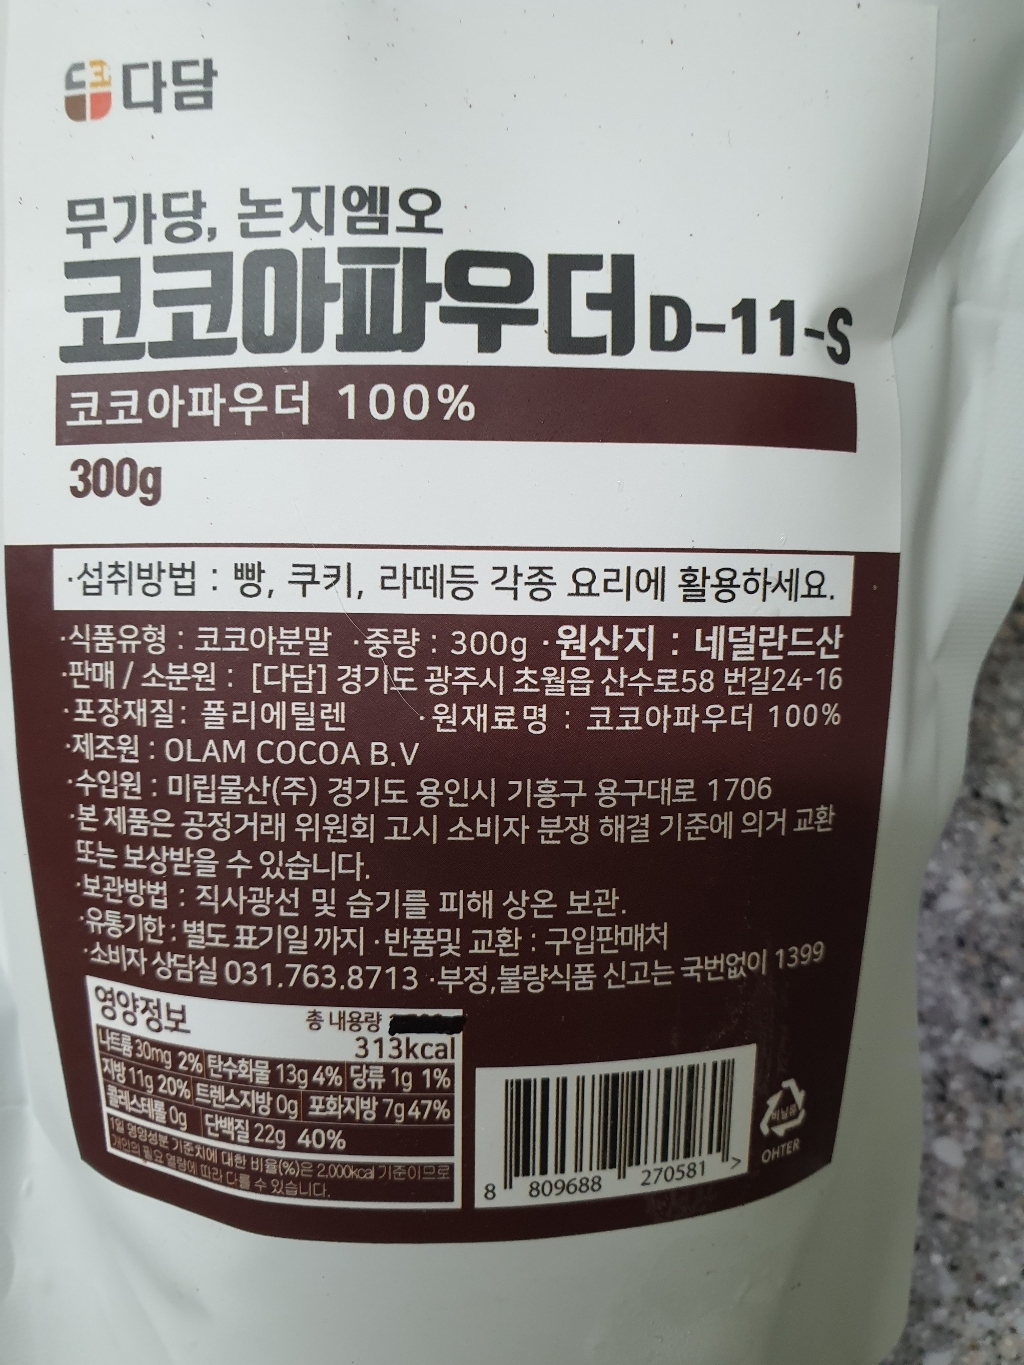 다담
무가당, 논지엠오
코코아파우더 D-11-S
코코아파우더 100%
300g
·섭취방법 : 빵, 쿠키, 라떼등 각종 요리에 활용하세요.
·식품유형 : 코코아분말 ·중량 : 300g ·원산지 : 네덜란드산
·판매 / 소분원 : [다담] 경기도 광주시 초월읍 산수로58 번길24-16
·포장재질: 폴리에틸렌 ·원재료명 : 코코아파우더 100%
·제조원 : OLAM COCOA B.V
·수입원 : 미립물산(주) 경기도 용인시 기흥구 용구대로 1706
·본 제품은 공정거래 위원회 고시 소비자 분쟁 해결 기준에 의거 교환
또는 보상받을 수 있습니다.
·보관방법 : 직사광선 및 습기를 피해 상온 보관.
·유통기한 : 별도 표기일 까지 ·반품및 교환 : 구입판매처
·소비자 상담실 031.763.8713 ·부정,불량식품 신고는 국번없이 1399
영양정보 총 내용량
313kcal
나트륨 30mg 2% 탄수화물 13g 4% 당류 1g 1%
지방 11g 20% 트렌스지방 0g 포화지방 7g 47%
콜레스테롤 0g 단백질 22g 40%
1일 영양성분 기준치에 대한 비율(%)은 2,000kcal 기준이므로
개인의 필요 열량에 따라 다를 수 있습니다.
8 809688 270581 >
비닐류
OHTER